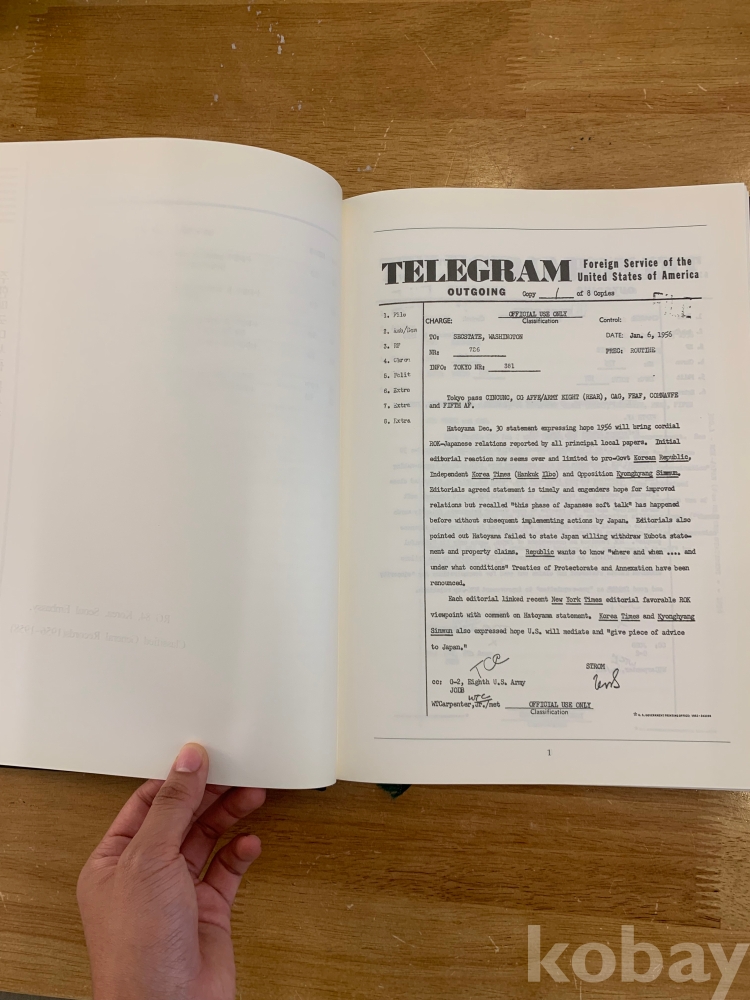 TELEGRAM Foreign Service of the
United States of America
OUTGOING Copy 1 of 8 Copies
1. File
2. Amb/Dcm
3. RF
4. Chron
5. Polit
6. Extra
7. Extra
8. Extra
OFFICIAL USE ONLY
CHARGE: Classification Control:
TO: SECSTATE, WASHINGTON DATE: Jan. 6, 1956
NR: 706 PREC: ROUTINE
INFO: TOKYO NR: 301
Tokyo pass CINCUNC, CG AFFE/ARMY EIGHT (REAR), CAG, FEAF, COMNAVFE
and FIFTH AF.
Hatoyama Dec. 30 statement expressing hope 1956 will bring cordial
ROK-Japanese relations reported by all principal local papers. Initial
editorial reaction now seems over and limited to pro-Govt Korean Republic,
Independent Korea Times (Hankuk Ilbo) and Opposition Kyonghyang Sinmun.
Editorials agreed statement is timely and engenders hope for improved
relations but recalled "this phase of Japanese soft talk" has happened
before without subsequent implementing actions by Japan. Editorials also
pointed out Hatoyama failed to state Japan willing withdraw Kubota state-
ment and property claims. Republic wants to know "where and when .... and
under what conditions" Treaties of Protectorate and Annexation have been
renounced.
Each editorial linked recent New York Times editorial favorable ROK
viewpoint with comment on Hatoyama statement. Korea Times and Kyonghyang
Sinmun also expressed hope U.S. will mediate and "give piece of advice
to Japan."
TCC STROM
cc: G-2, Eighth U.S. Army
JODB
WTC
WTCarpenter, Jr./met OFFICIAL USE ONLY
Classification
1
kobay